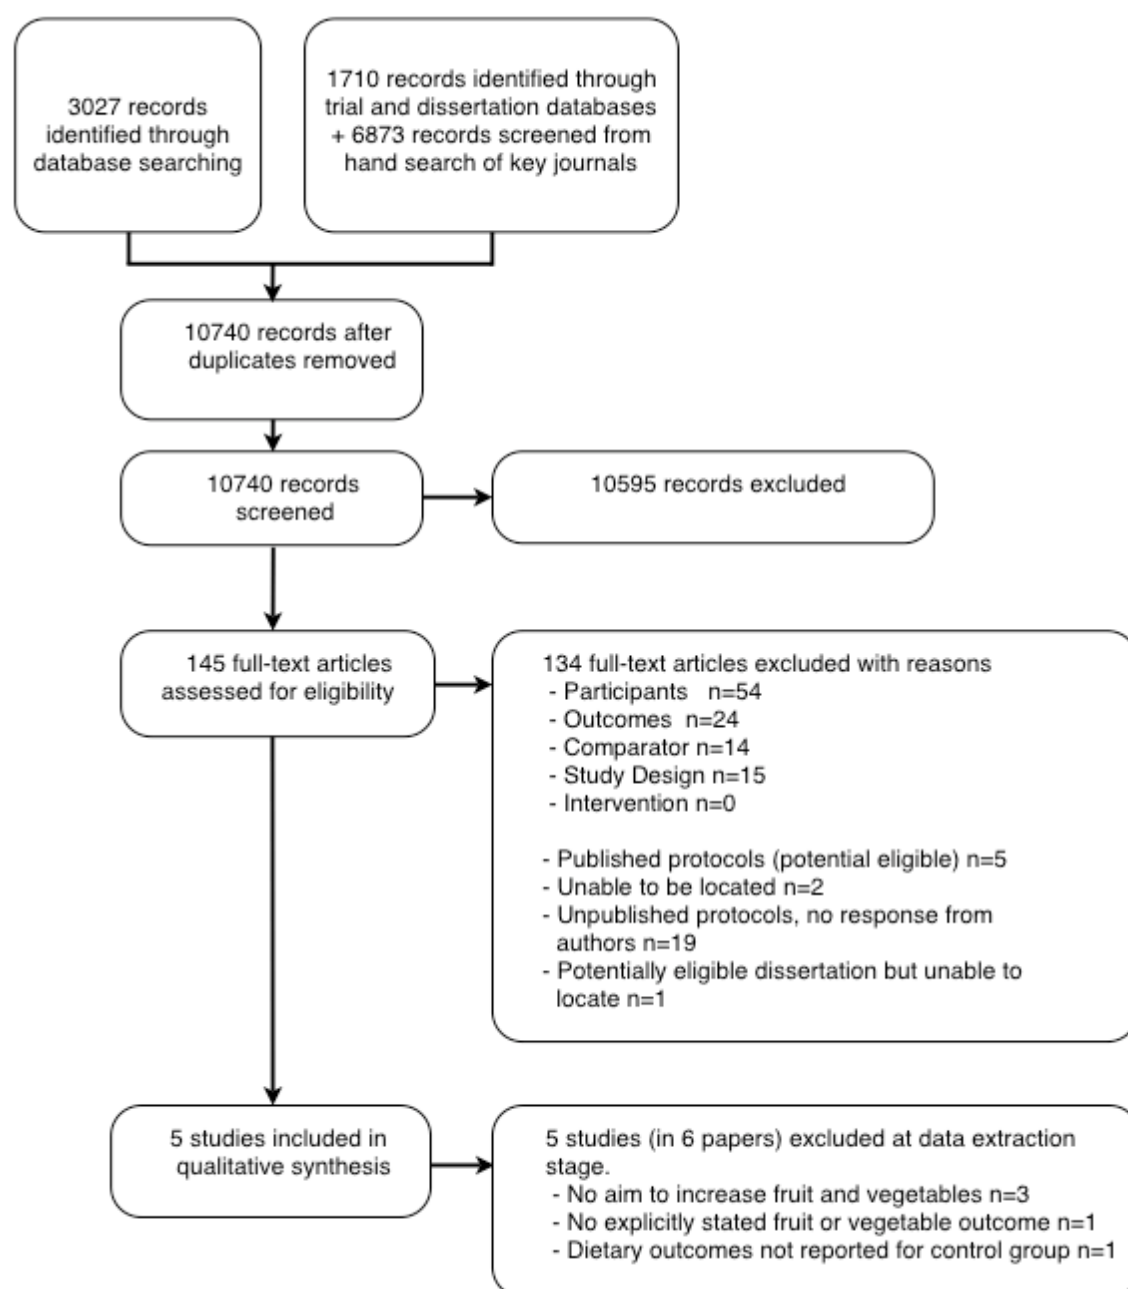 3027 records
identified through
database searching
1710 records identified through
trial and dissertation databases
+ 6873 records screened from
hand search of key journals
10740 records after
duplicates removed
10740 records
screened
10595 records excluded
145 full-text articles
assessed for eligibility
134 full-text articles excluded with reasons
- Participants n=54
- Outcomes n=24
- Comparator n=14
- Study Design n=15
- Intervention n=0
- Published protocols (potential eligible) n=5
- Unable to be located n=2
- Unpublished protocols, no response from
authors n=19
- Potentially eligible dissertation but unable to
locate n=1
5 studies included in
qualitative synthesis
5 studies (in 6 papers) excluded at data extraction
stage.
- No aim to increase fruit and vegetables n=3
- No explicitly stated fruit or vegetable outcome n=1
- Dietary outcomes not reported for control group n=1